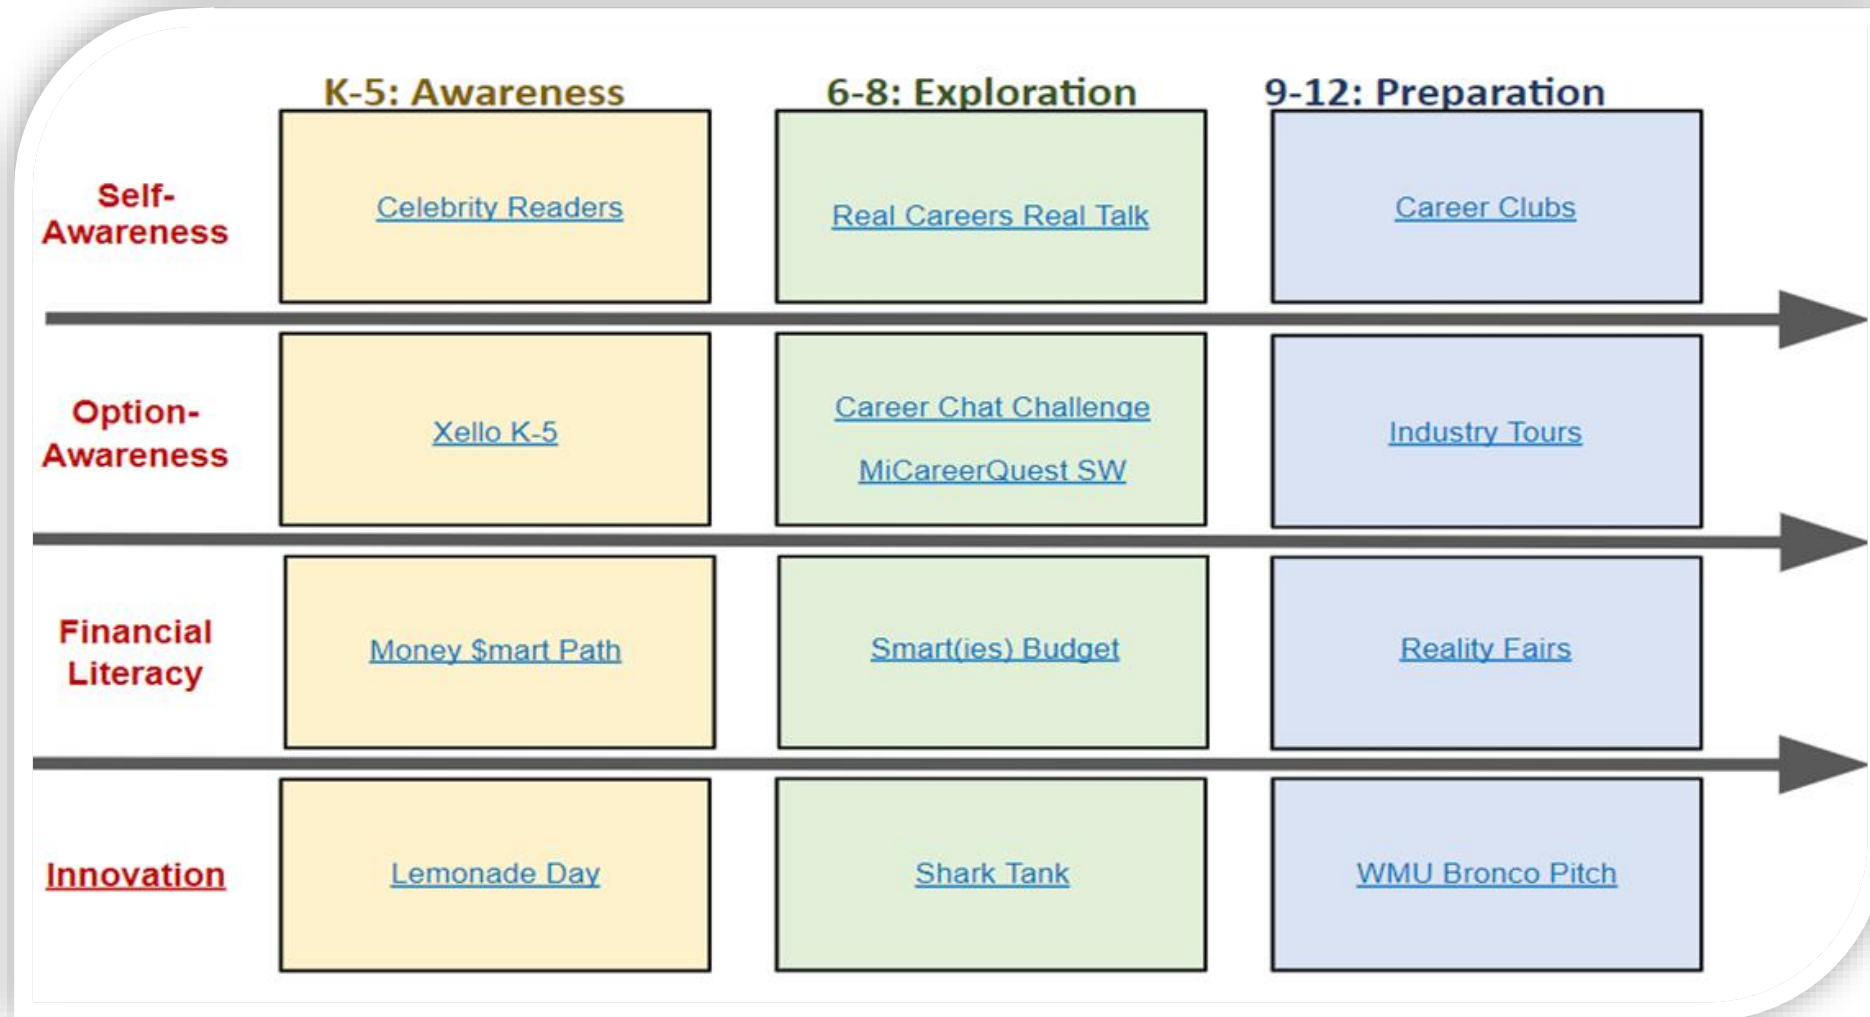 K-5: Awareness
6-8: Exploration
9-12: Preparation
Self-
Awareness
Celebrity Readers
Real Careers Real Talk
Career Clubs
Option-
Awareness
Xello K-5
Career Chat Challenge
MiCareerQuest SW
Industry Tours
Financial
Literacy
Money $mart Path
Smart(ies) Budget
Reality Fairs
Innovation
Lemonade Day
Shark Tank
WMU Bronco Pitch